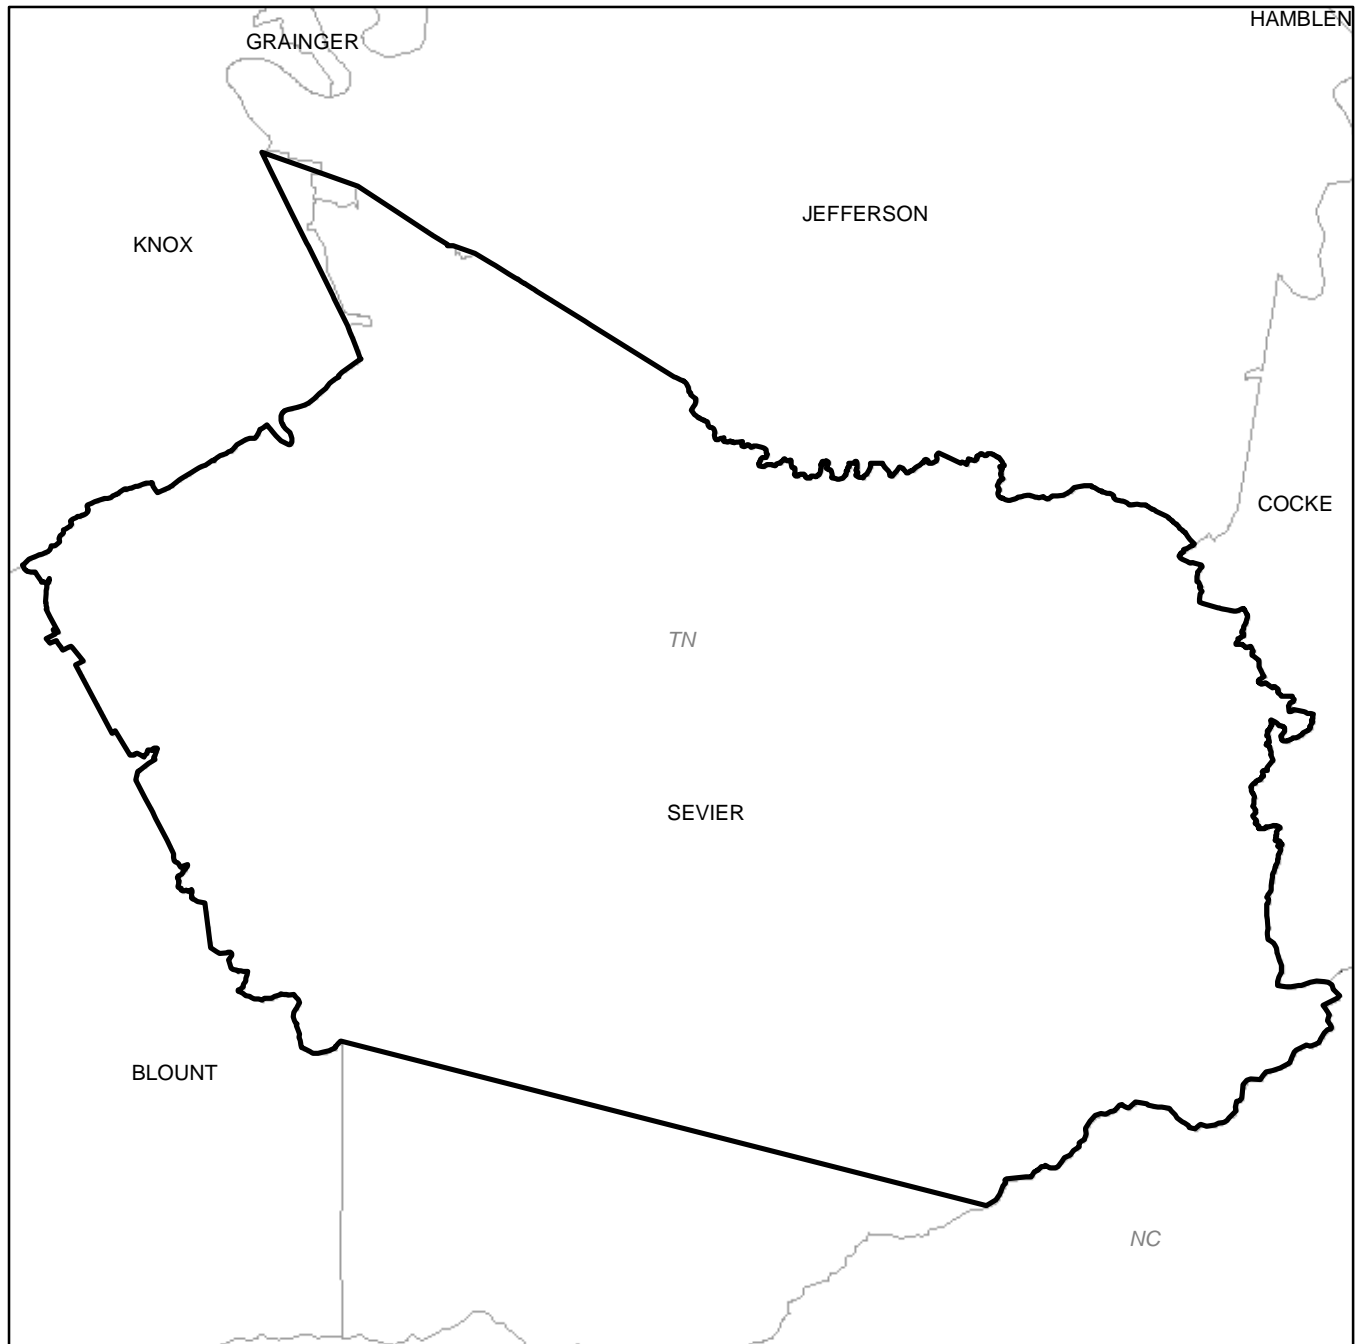 HAMBLEN
GRAINGER
JEFFERSON
KNOX
COCKE
TN
SEVIER
BLOUNT
NC